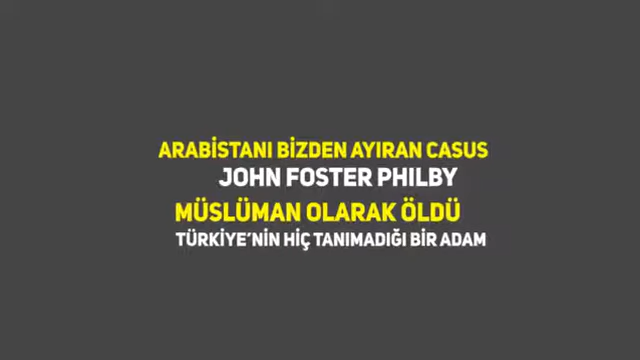 ARABİSTANI BİZDEN AYIRAN CASUS
JOHN FOSTER PHILBY
MÜSLÜMAN OLARAK ÖLDÜ
TÜRKİYE'NİN HİÇ TANIMADIĞI BİR ADAM